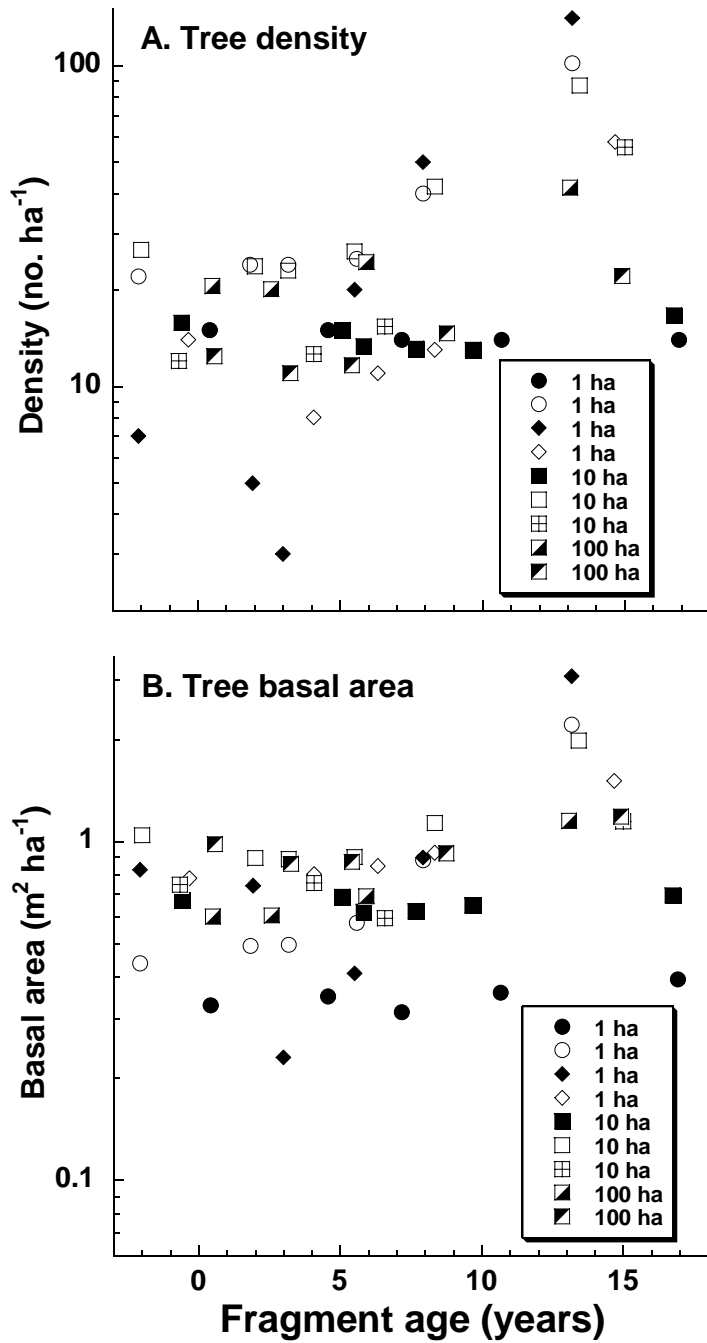 A. Tree density
100
10
Density (no. ha⁻¹)
1 ha
1 ha
1 ha
1 ha
10 ha
10 ha
10 ha
100 ha
100 ha
B. Tree basal area
1
0.1
Basal area (m² ha⁻¹)
1 ha
1 ha
1 ha
1 ha
10 ha
10 ha
10 ha
100 ha
100 ha
0 5 10 15
Fragment age (years)